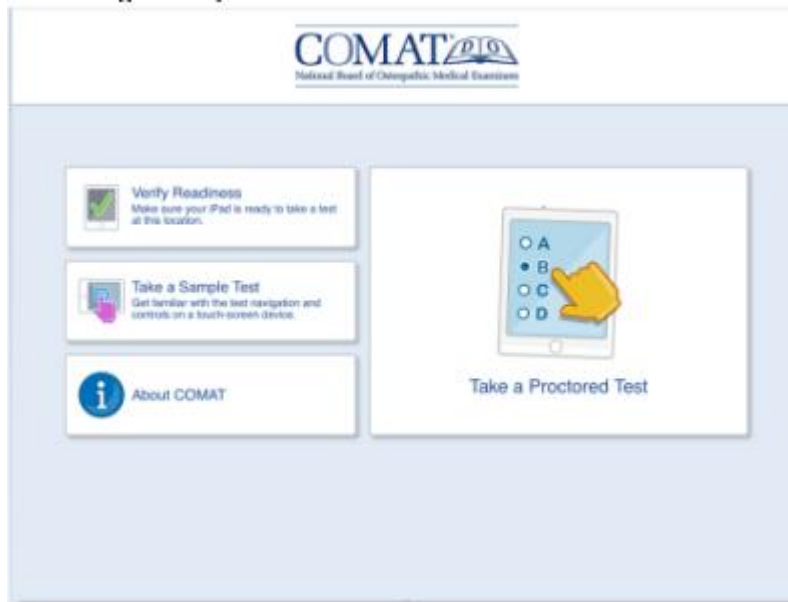 COMAT DO
National Board of Osteopathic Medical Examiners
Verify Readiness
Make sure your iPad is ready to take a test
at this location.
Take a Sample Test
Get familiar with the test navigation and
controls on a touch-screen device.
i
About COMAT
A
B
C
D
Take a Proctored Test